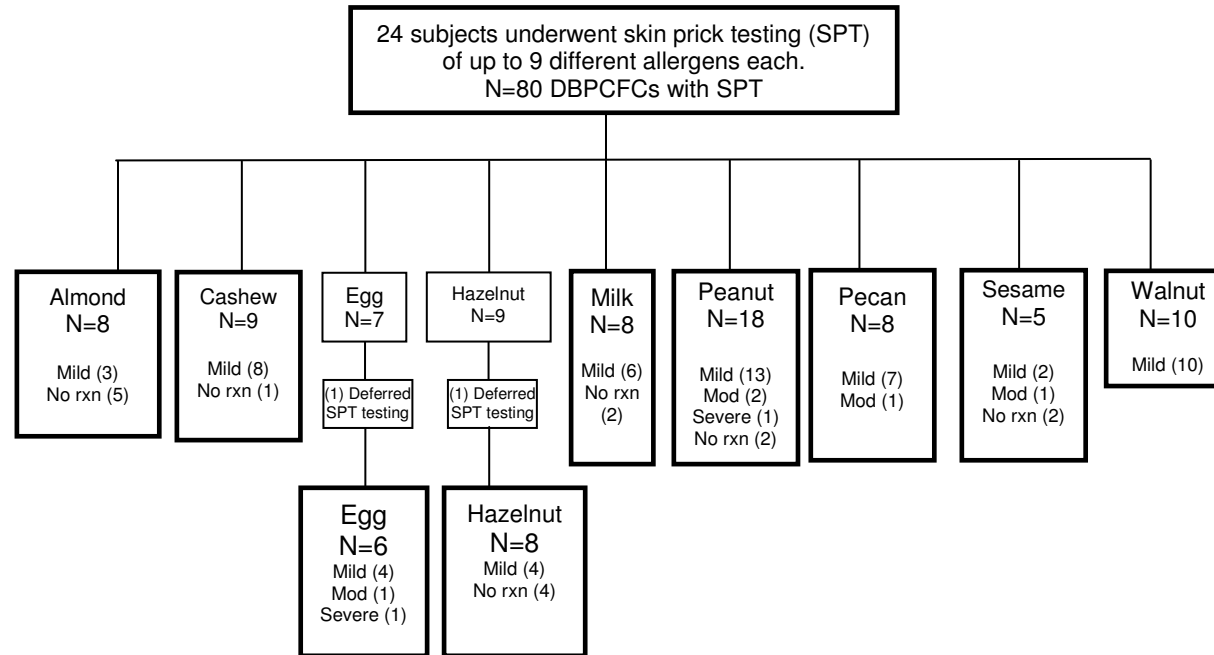 24 subjects underwent skin prick testing (SPT)
of up to 9 different allergens each.
N=80 DBPCFCs with SPT
Almond
N=8
Mild (3)
No rxn (5)
Cashew
N=9
Mild (8)
No rxn (1)
Egg
N=7
(1) Deferred
SPT testing
Egg
N=6
Mild (4)
Mod (1)
Severe (1)
Hazelnut
N=9
(1) Deferred
SPT testing
Hazelnut
N=8
Mild (4)
No rxn (4)
Milk
N=8
Mild (6)
No rxn
(2)
Peanut
N=18
Mild (13)
Mod (2)
Severe (1)
No rxn (2)
Pecan
N=8
Mild (7)
Mod (1)
Sesame
N=5
Mild (2)
Mod (1)
No rxn (2)
Walnut
N=10
Mild (10)